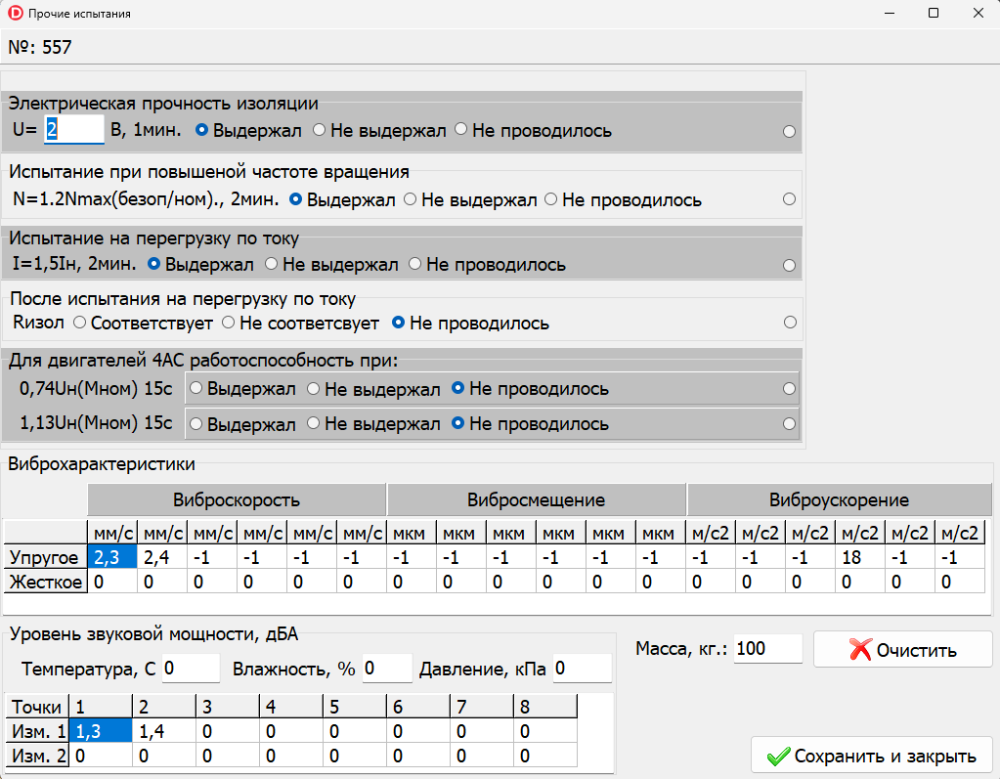 Прочие испытания
№: 557
Электрическая прочность изоляции
U= 2 В, 1мин. Выдержал Не выдержал Не проводилось
Испытание при повышеной частоте вращения
N=1.2Nmax(безоп/ном)., 2мин. Выдержал Не выдержал Не проводилось
Испытание на перегрузку по току
I=1,5Iн, 2мин. Выдержал Не выдержал Не проводилось
После испытания на перегрузку по току
Rизол Соответствует Не соответсвует Не проводилось
Для двигателей 4АС работоспособность при:
0,74Uн(Мном) 15с Выдержал Не выдержал Не проводилось
1,13Uн(Мном) 15с Выдержал Не выдержал Не проводилось
Виброхарактеристики
Виброскорость Вибросмещение Виброускорение
мм/с мм/с мм/с мм/с мм/с мм/с мкм мкм мкм мкм мкм мкм м/с2 м/с2 м/с2 м/с2 м/с2 м/с2
Упругое 2,3 2,4 -1 -1 -1 -1 -1 -1 -1 -1 -1 -1 -1 -1 -1 18 -1 -1
Жесткое 0 0 0 0 0 0 0 0 0 0 0 0 0 0 0 0 0 0
Уровень звуковой мощности, дБА
Температура, С 0 Влажность, % 0 Давление, кПа 0
Точки 1 2 3 4 5 6 7 8
Изм. 1 1,3 1,4 0 0 0 0 0 0
Изм. 2 0 0 0 0 0 0 0 0
Масса, кг.: 100
Очистить
Сохранить и закрыть